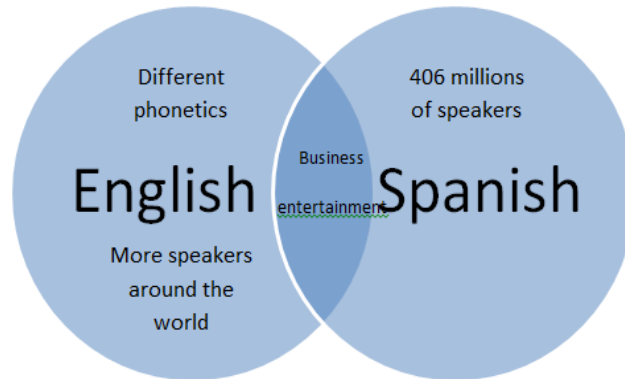 Different
phonetics
English
More speakers
around the
world
Business
entertainment
406 millions
of speakers
Spanish